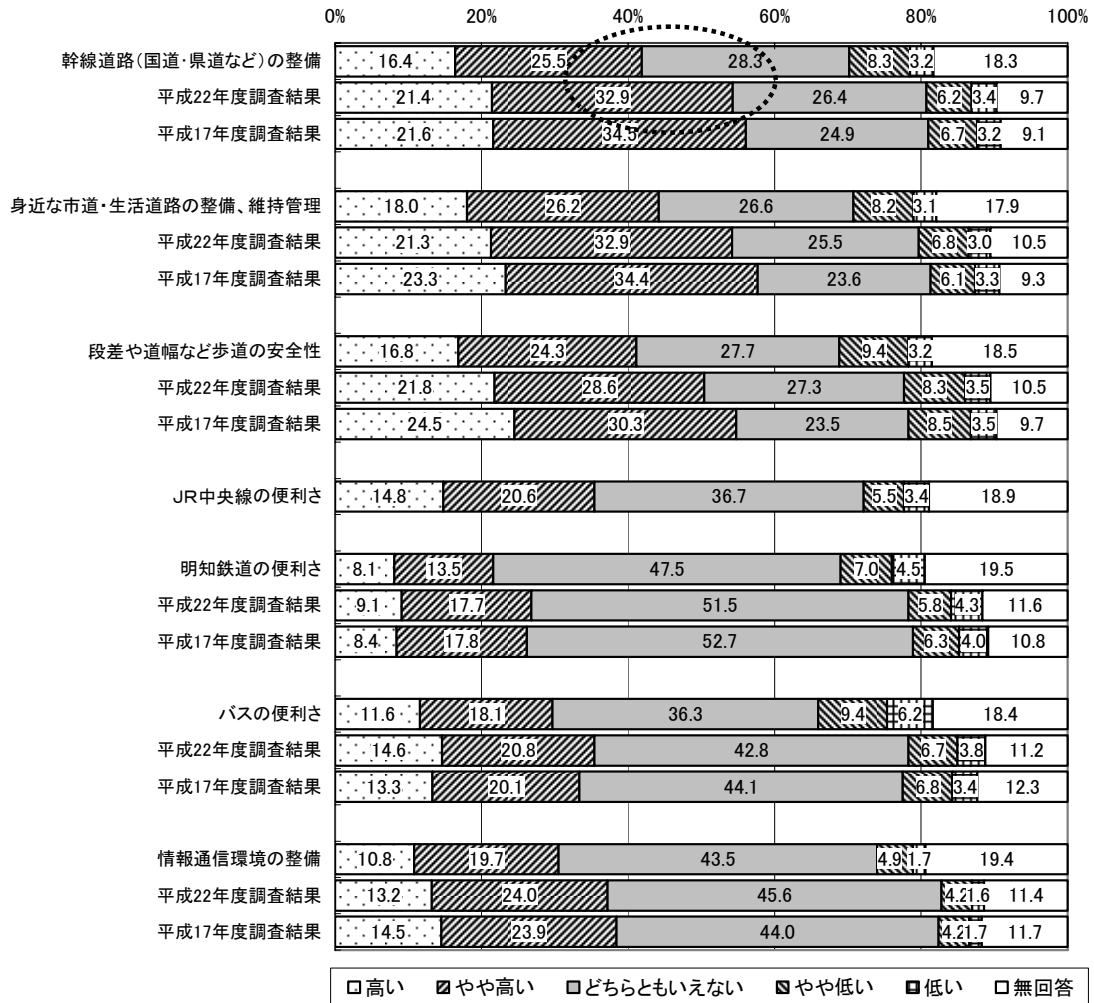 0% 20% 40% 60% 80% 100%
幹線道路(国道・県道など)の整備 16.4 25.5 28.3 8.3 3.2 18.3
平成22年度調査結果 21.4 32.9 26.4 6.2 3.4 9.7
平成17年度調査結果 21.6 34.5 24.9 6.7 3.2 9.1
身近な市道・生活道路の整備、維持管理 18.0 26.2 26.6 8.2 3.1 17.9
平成22年度調査結果 21.3 32.9 25.5 6.8 3.0 10.5
平成17年度調査結果 23.3 34.4 23.6 6.1 3.3 9.3
段差や道幅など歩道の安全性 16.8 24.3 27.7 9.4 3.2 18.5
平成22年度調査結果 21.8 28.6 27.3 8.3 3.5 10.5
平成17年度調査結果 24.5 30.3 23.5 8.5 3.5 9.7
JR中央線の便利さ 14.8 20.6 36.7 5.5 3.4 18.9
明知鉄道の便利さ 8.1 13.5 47.5 7.0 4.5 19.5
平成22年度調査結果 9.1 17.7 51.5 5.8 4.3 11.6
平成17年度調査結果 8.4 17.8 52.7 6.3 4.0 10.8
バスの便利さ 11.6 18.1 36.3 9.4 6.2 18.4
平成22年度調査結果 14.6 20.8 42.8 6.7 3.8 11.2
平成17年度調査結果 13.3 20.1 44.1 6.8 3.4 12.3
情報通信環境の整備 10.8 19.7 43.5 4.9 1.7 19.4
平成22年度調査結果 13.2 24.0 45.6 4.2 1.6 11.4
平成17年度調査結果 14.5 23.9 44.0 4.2 1.7 11.7
高い やや高い どちらともいえない やや低い 低い 無回答